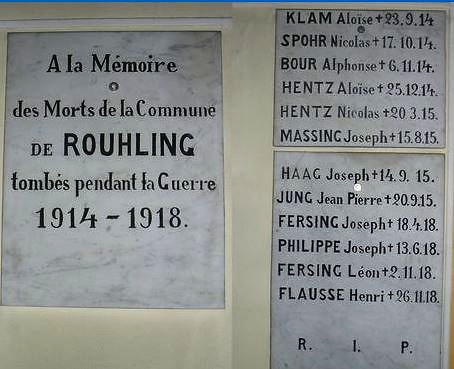 A la Mémoire
des Morts de la Commune
DE ROUHLING
tombés pendant la Guerre
1914 - 1918.
KLAM Aloïse + 23.9.14
SPOHR Nicolas + 17.10.14.
BOUR Alphonse + 6.11.14.
HENTZ Aloïse + 25.12.14.
HENTZ Nicolas + 20.3.15.
MASSING Joseph + 15.8.15.
HAAG Joseph + 14.9.15.
JUNG Jean Pierre + 20.9.15.
FERSING Joseph + 18.4.18.
PHILIPPE Joseph + 13.6.18.
FERSING Léon + 2.11.18.
FLAUSSE Henri + 26.11.18.
R. I. P.